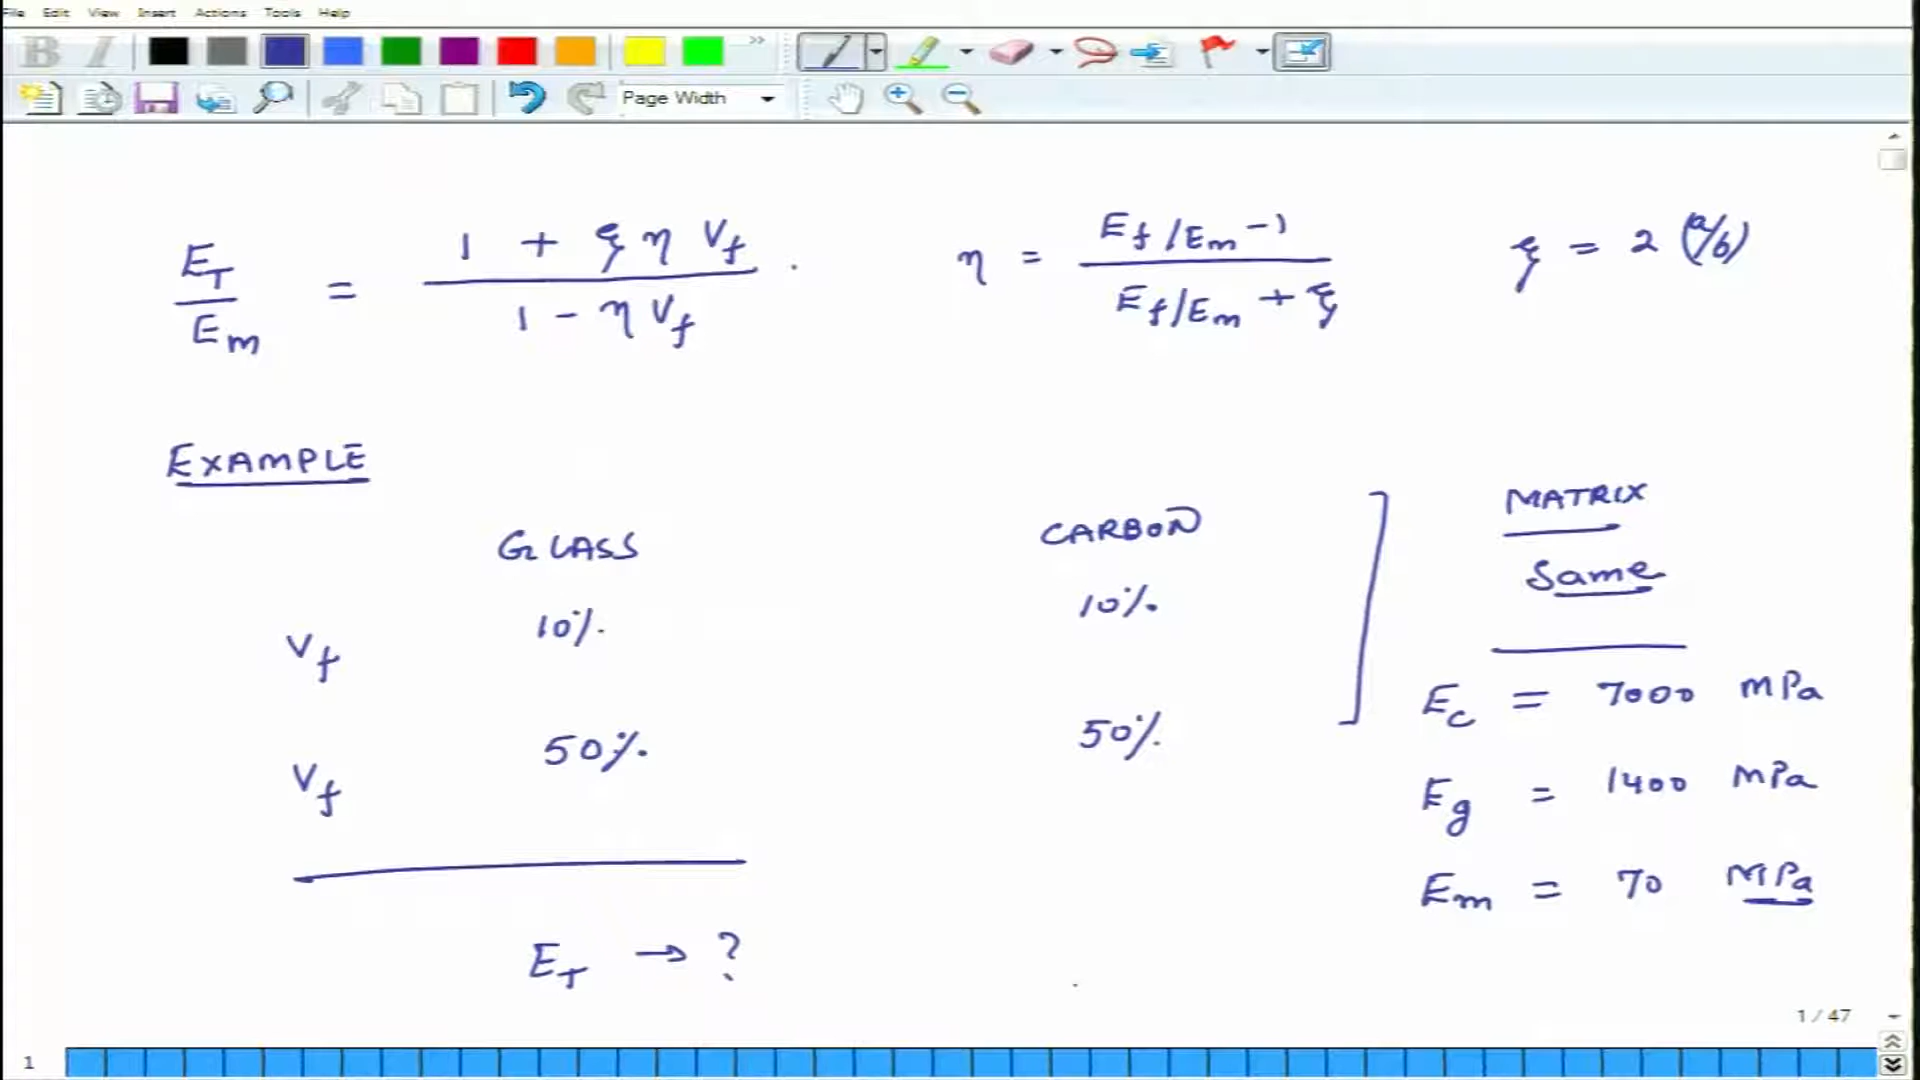 File Edit View Insert Actions Tools Help
B I
Page Width
E_T / E_m = (1 + ξ η V_f) / (1 - η V_f) . η = (E_f/E_m - 1) / (E_f/E_m + ξ) ξ = 2 (a/b)
EXAMPLE
GLASS CARBON MATRIX
Same
V_f 10% 10%
E_c = 7000 MPa
V_f 50% 50%
E_g = 1400 MPa
E_m = 70 MPa
E_T → ?
1 / 47
1